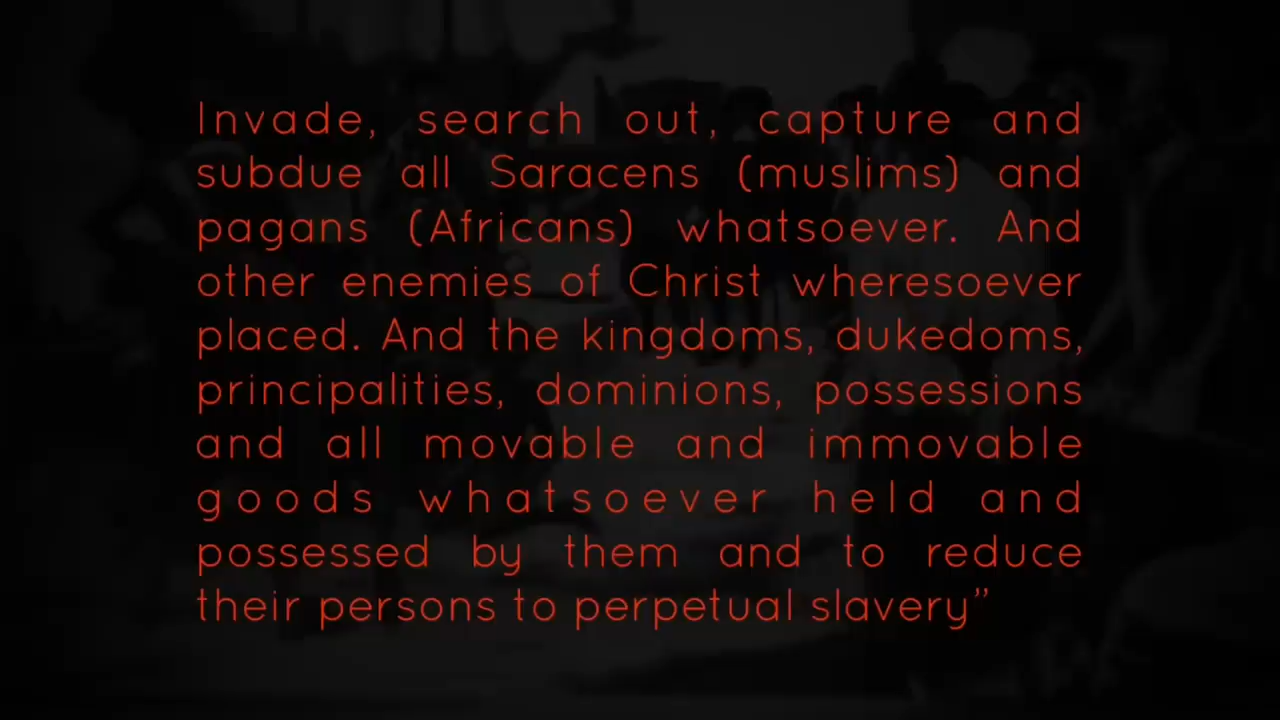 Invade, search out, capture and
subdue all Saracens (muslims) and
pagans (Africans) whatsoever. And
other enemies of Christ wheresoever
placed. And the kingdoms, dukedoms,
principalities, dominions, possessions
and all movable and immovable
goods whatsoever held and
possessed by them and to reduce
their persons to perpetual slavery”